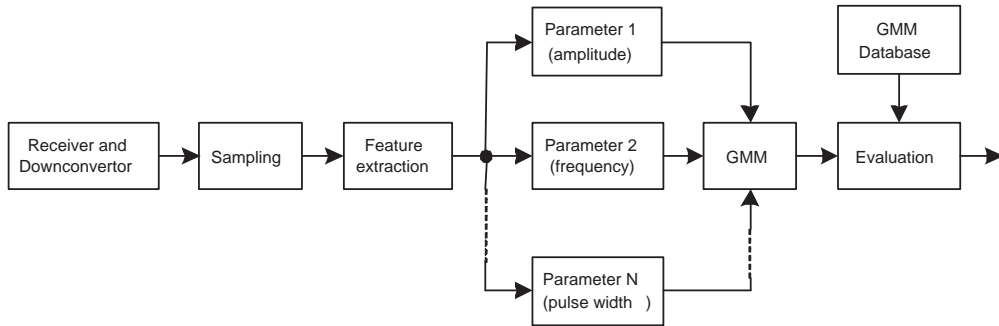 Parameter 1
(amplitude)
GMM
Database
Receiver and
Downconvertor
Sampling
Feature
extraction
Parameter 2
(frequency)
GMM
Evaluation
Parameter N
(pulse width )